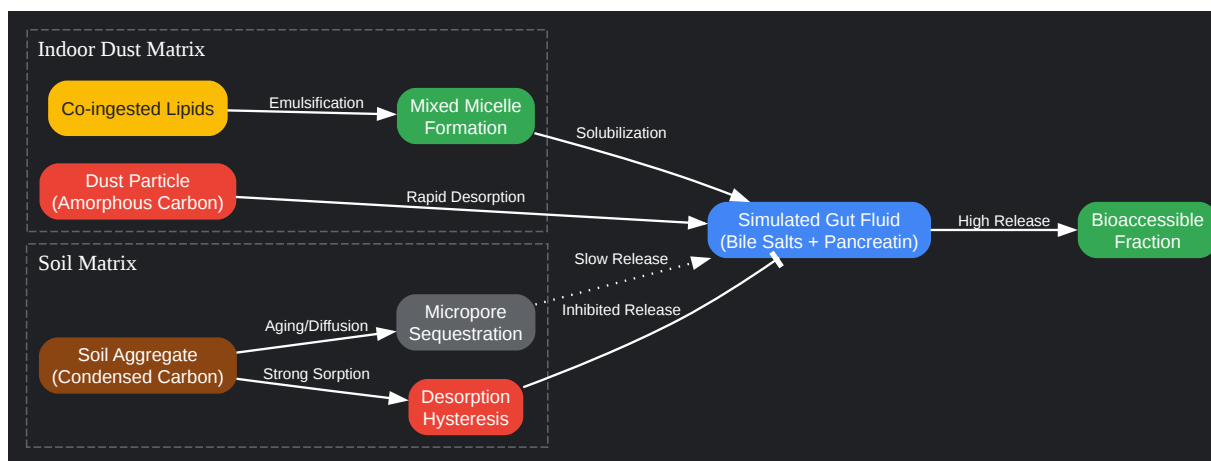 Indoor Dust Matrix
Co-ingested Lipids
Emulsification
Mixed Micelle
Formation
Solubilization
Dust Particle
(Amorphous Carbon)
Rapid Desorption
Simulated Gut Fluid
(Bile Salts + Pancreatin)
High Release
Bioaccessible
Fraction
Soil Matrix
Slow Release
Micropore
Sequestration
Inhibited Release
Aging/Diffusion
Soil Aggregate
(Condensed Carbon)
Strong Sorption
Desorption
Hysteresis